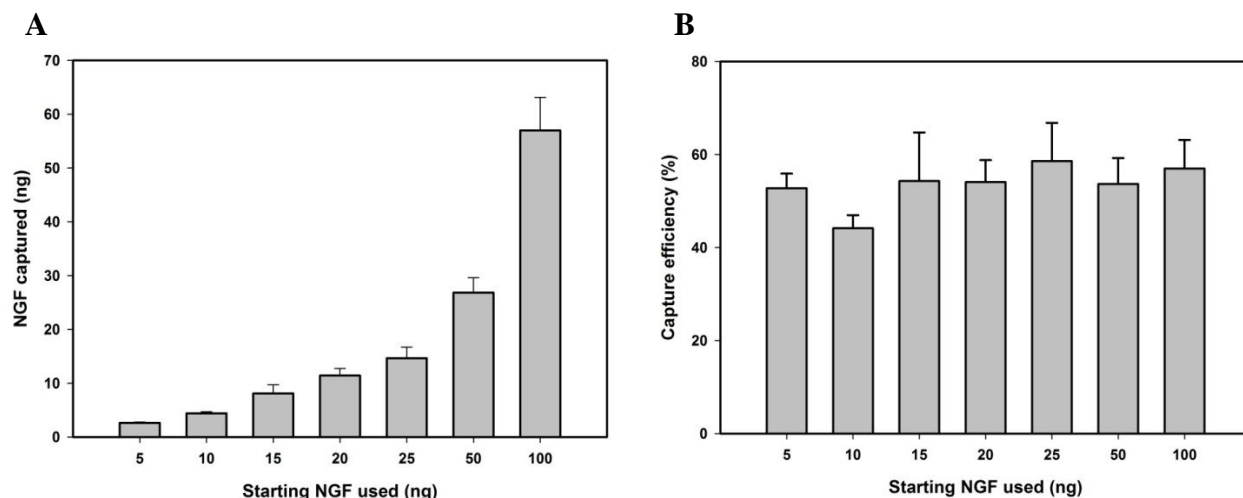 A
70
60
50
40
30
20
10
0
NGF captured (ng)
5 10 15 20 25 50 100
Starting NGF used (ng)
B
80
60
40
20
0
Capture efficiency (%)
5 10 15 20 25 50 100
Starting NGF used (ng)